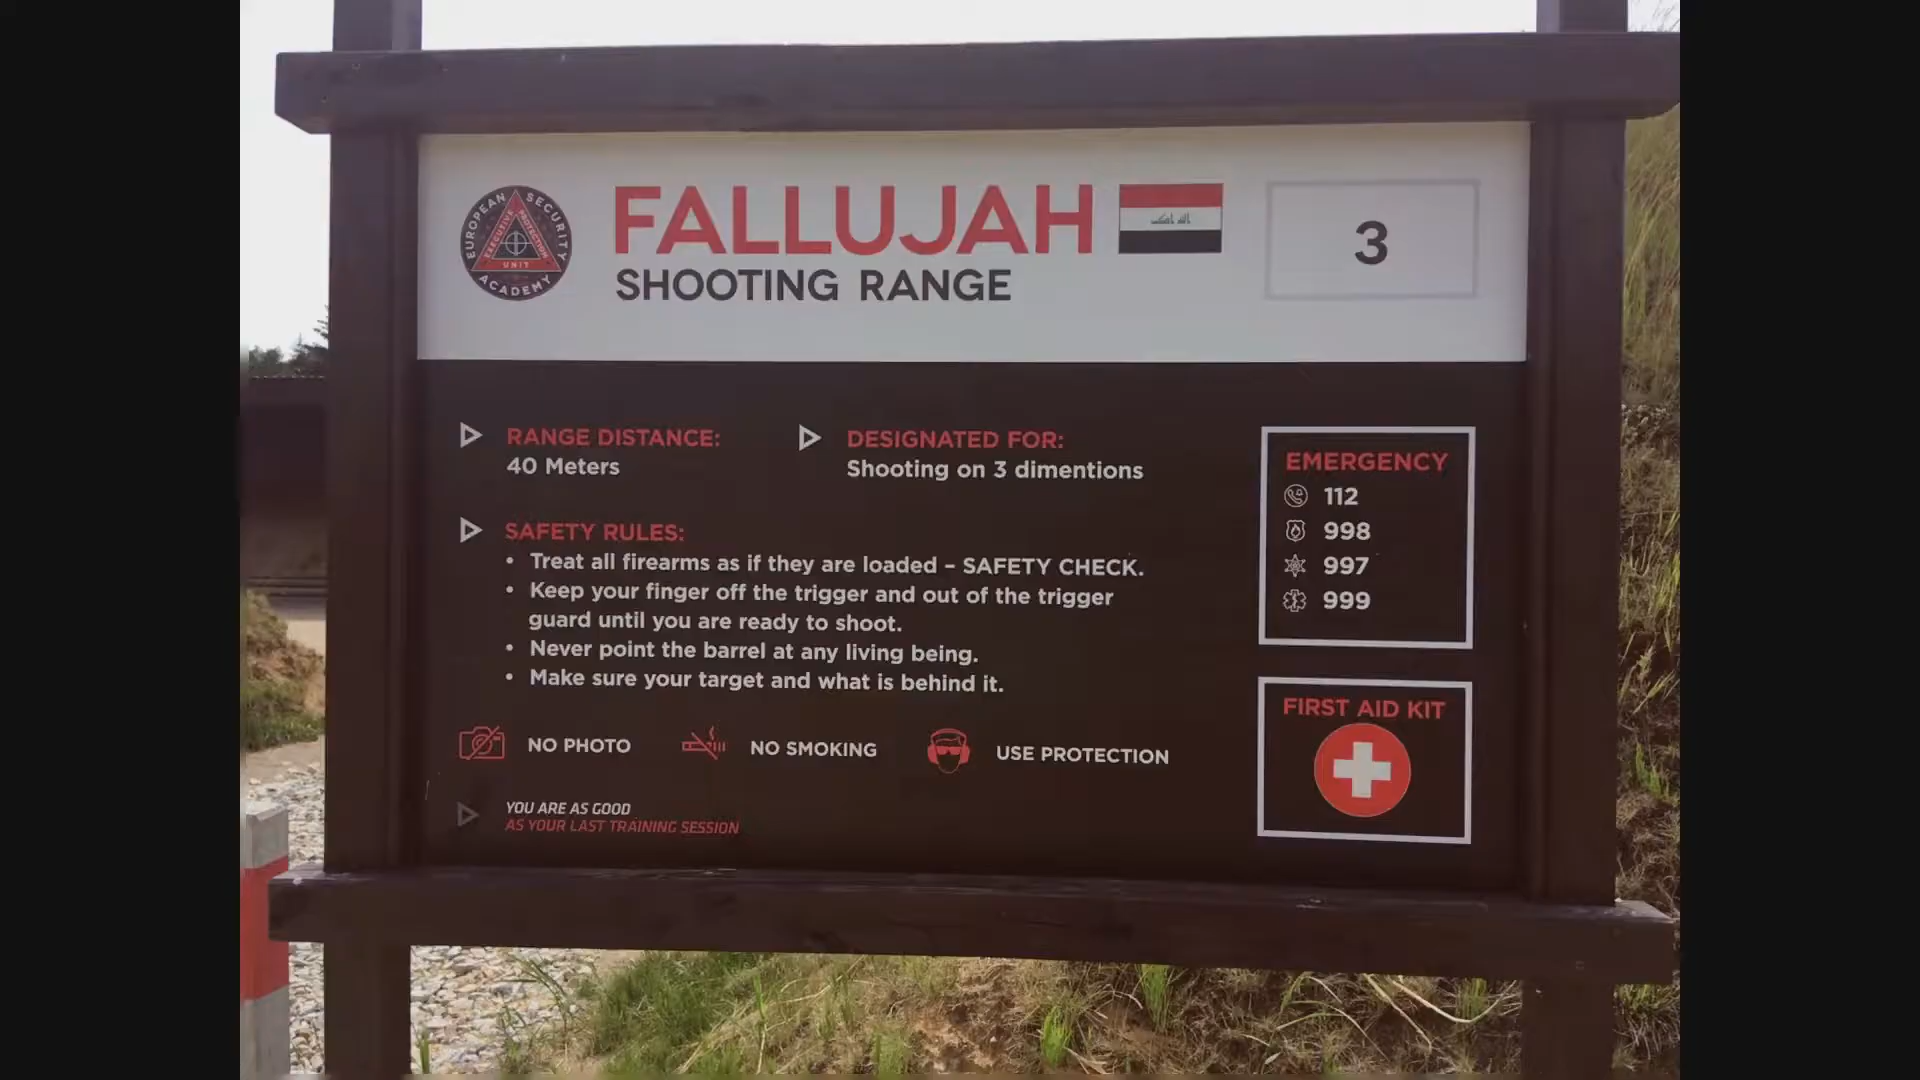 EUROPEAN SECURITY ACADEMY
EXECUTIVE PROTECTION UNIT
FALLUJAH
SHOOTING RANGE
3
RANGE DISTANCE:
40 Meters
DESIGNATED FOR:
Shooting on 3 dimentions
SAFETY RULES:
• Treat all firearms as if they are loaded – SAFETY CHECK.
• Keep your finger off the trigger and out of the trigger
guard until you are ready to shoot.
• Never point the barrel at any living being.
• Make sure your target and what is behind it.
NO PHOTO
NO SMOKING
USE PROTECTION
YOU ARE AS GOOD
AS YOUR LAST TRAINING SESSION
EMERGENCY
112
998
997
999
FIRST AID KIT